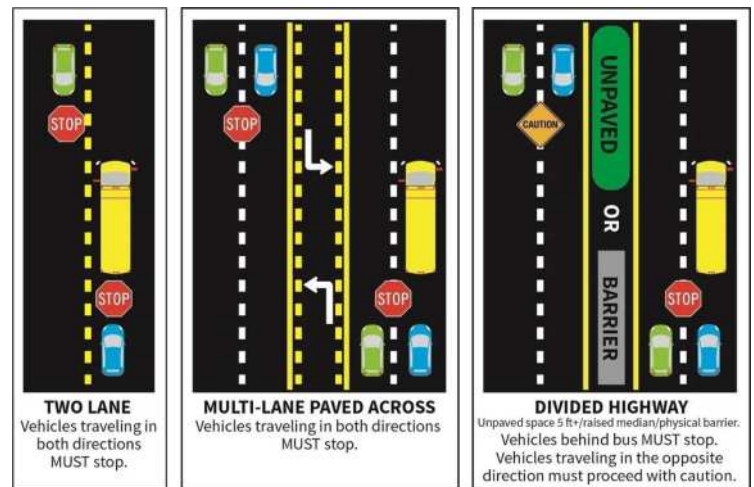 STOP
STOP
TWO LANE
Vehicles traveling in
both directions
MUST stop.
STOP
STOP
MULTI-LANE PAVED ACROSS
Vehicles traveling in both directions
MUST stop.
CAUTION
UNPAVED
OR
BARRIER
STOP
DIVIDED HIGHWAY
Unpaved space 5 ft+/raised median/physical barrier.
Vehicles behind bus MUST stop.
Vehicles traveling in the opposite
direction must proceed with caution.